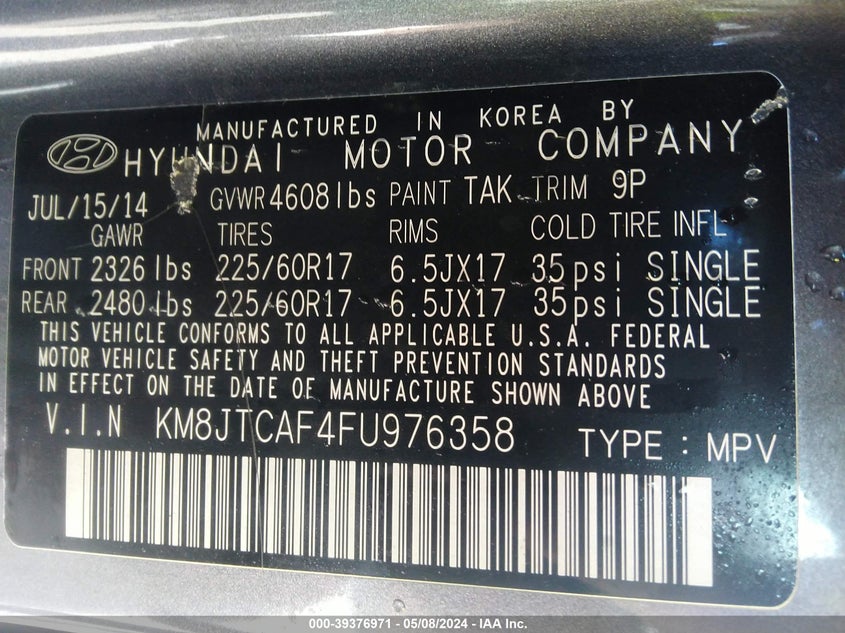 MANUFACTURED IN KOREA BY
HYUNDAI MOTOR COMPANY
JUL/15/14 GVWR 4608lbs PAINT TAK TRIM 9P
GAWR TIRES RIMS COLD TIRE INFL
FRONT 2326 lbs 225/60R17 6.5JX17 35psi SINGLE
REAR 2480 lbs 225/60R17 6.5JX17 35psi SINGLE
THIS VEHICLE CONFORMS TO ALL APPLICABLE U.S.A. FEDERAL
MOTOR VEHICLE SAFETY AND THEFT PREVENTION STANDARDS
IN EFFECT ON THE DATE OF MANUFACTURE SHOWN ABOVE
V.I.N KM8JTCAF4FU976358 TYPE : MPV
000-39376971 - 05/08/2024 - IAA Inc.